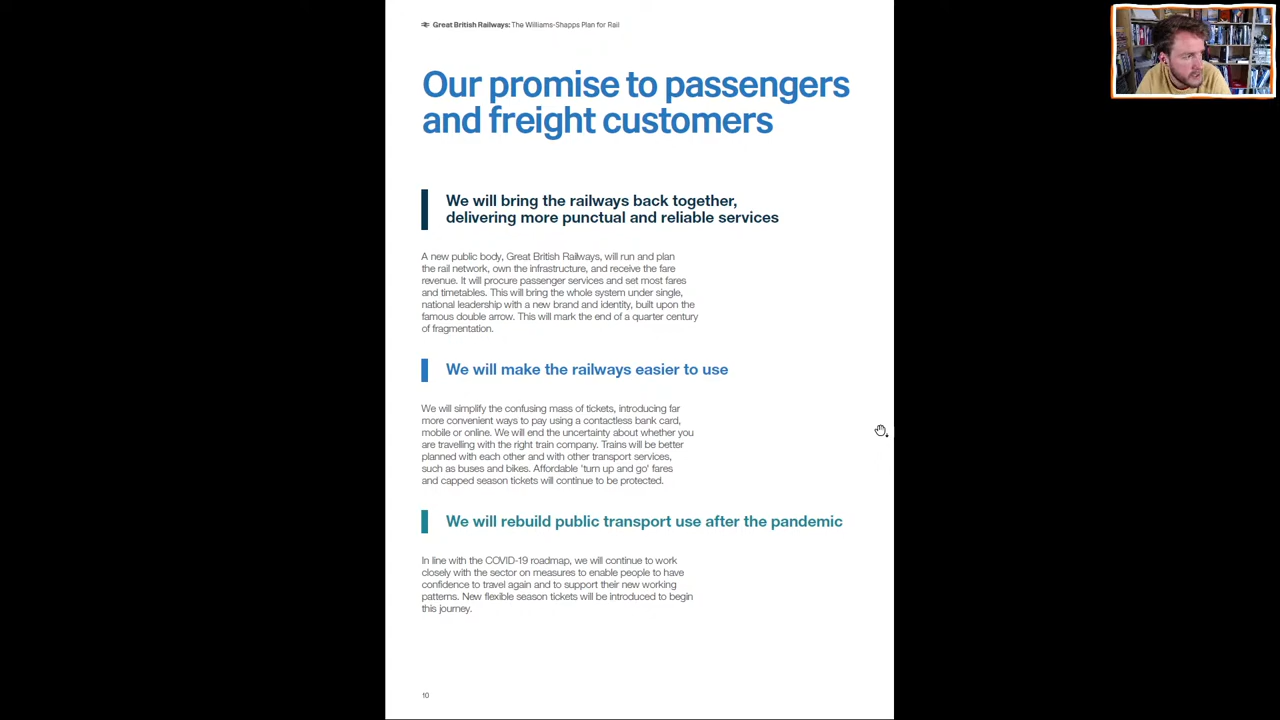 Great British Railways: The Williams-Shapps Plan for Rail
Our promise to passengers
and freight customers
We will bring the railways back together,
delivering more punctual and reliable services
A new public body, Great British Railways, will run and plan
the rail network, own the infrastructure, and receive the fare
revenue. It will procure passenger services and set most fares
and timetables. This will bring the whole system under single,
national leadership with a new brand and identity, built upon the
famous double arrow. This will mark the end of a quarter century
of fragmentation.
We will make the railways easier to use
We will simplify the confusing mass of tickets, introducing far
more convenient ways to pay using a contactless bank card,
mobile or online. We will end the uncertainty about whether you
are travelling with the right train company. Trains will be better
planned with each other and with other transport services,
such as buses and bikes. Affordable 'turn up and go' fares
and capped season tickets will continue to be protected.
We will rebuild public transport use after the pandemic
In line with the COVID-19 roadmap, we will continue to work
closely with the sector on measures to enable people to have
confidence to travel again and to support their new working
patterns. New flexible season tickets will be introduced to begin
this journey.
10